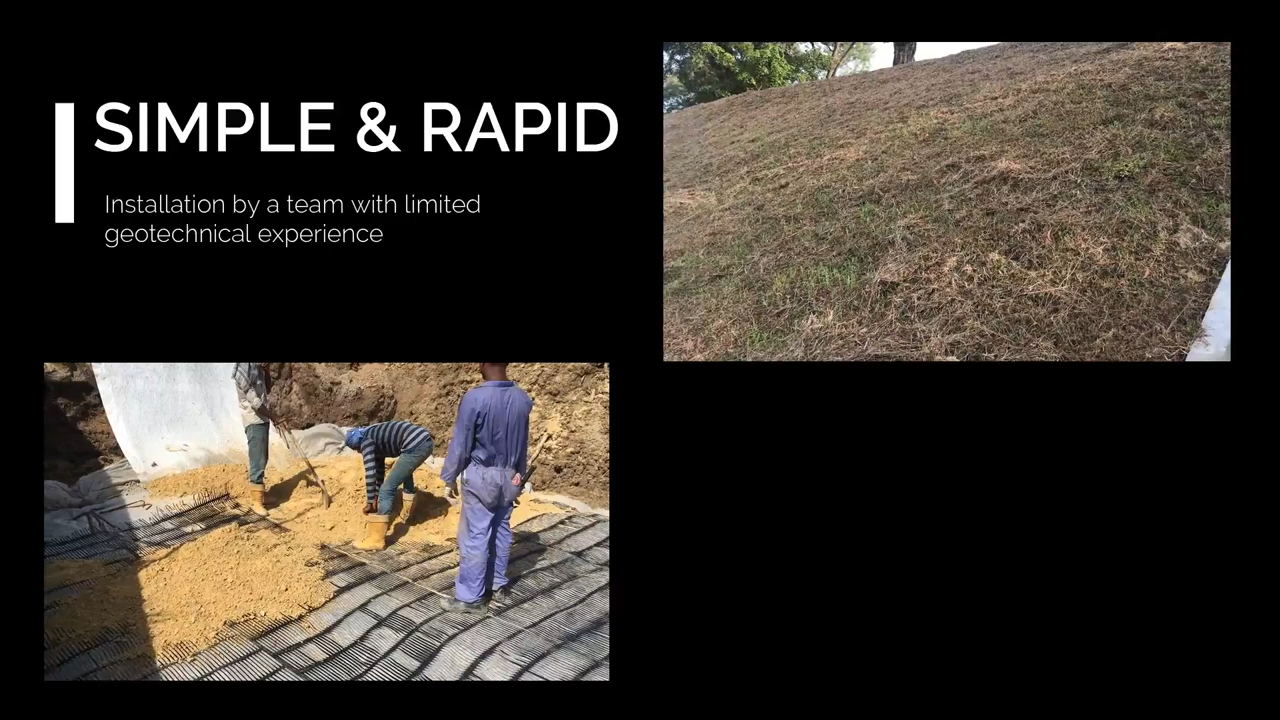 SIMPLE & RAPID
Installation by a team with limited
geotechnical experience